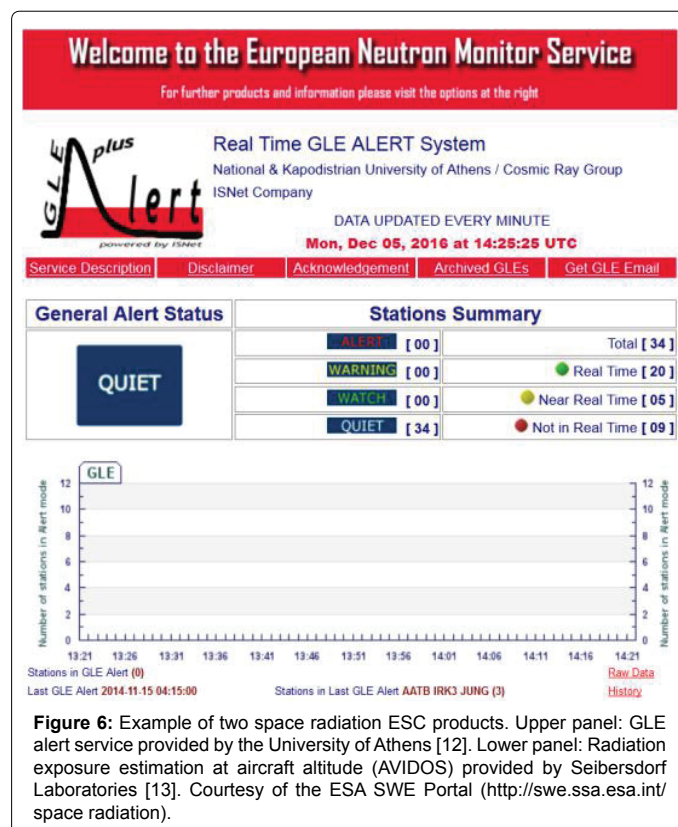 Welcome to the European Neutron Monitor Service
For further products and information please visit the options at the right
GLE plus
Alert
powered by ISNet
Real Time GLE ALERT System
National & Kapodistrian University of Athens / Cosmic Ray Group
ISNet Company
DATA UPDATED EVERY MINUTE
Mon, Dec 05, 2016 at 14:25:25 UTC
Service Description Disclaimer Acknowledgement Archived GLEs Get GLE Email
General Alert Status Stations Summary
QUIET
ALERT [ 00 ] Total [ 34 ]
WARNING [ 00 ] Real Time [ 20 ]
WATCH [ 00 ] Near Real Time [ 05 ]
QUIET [ 34 ] Not in Real Time [ 09 ]
GLE
Number of stations in Alert mode
12 12
10 10
8 8
6 6
4 4
2 2
0 0
Number of stations in Alert mode
13:21 13:26 13:31 13:36 13:41 13:46 13:51 13:56 14:01 14:06 14:11 14:16 14:21
Stations in GLE Alert (0) Raw Data
Last GLE Alert 2014-11-15 04:15:00 Stations in Last GLE Alert AATB IRK3 JUNG (3) History
Figure 6: Example of two space radiation ESC products. Upper panel: GLE
alert service provided by the University of Athens [12]. Lower panel: Radiation
exposure estimation at aircraft altitude (AVIDOS) provided by Seibersdorf
Laboratories [13]. Courtesy of the ESA SWE Portal (http://swe.ssa.esa.int/
space radiation).